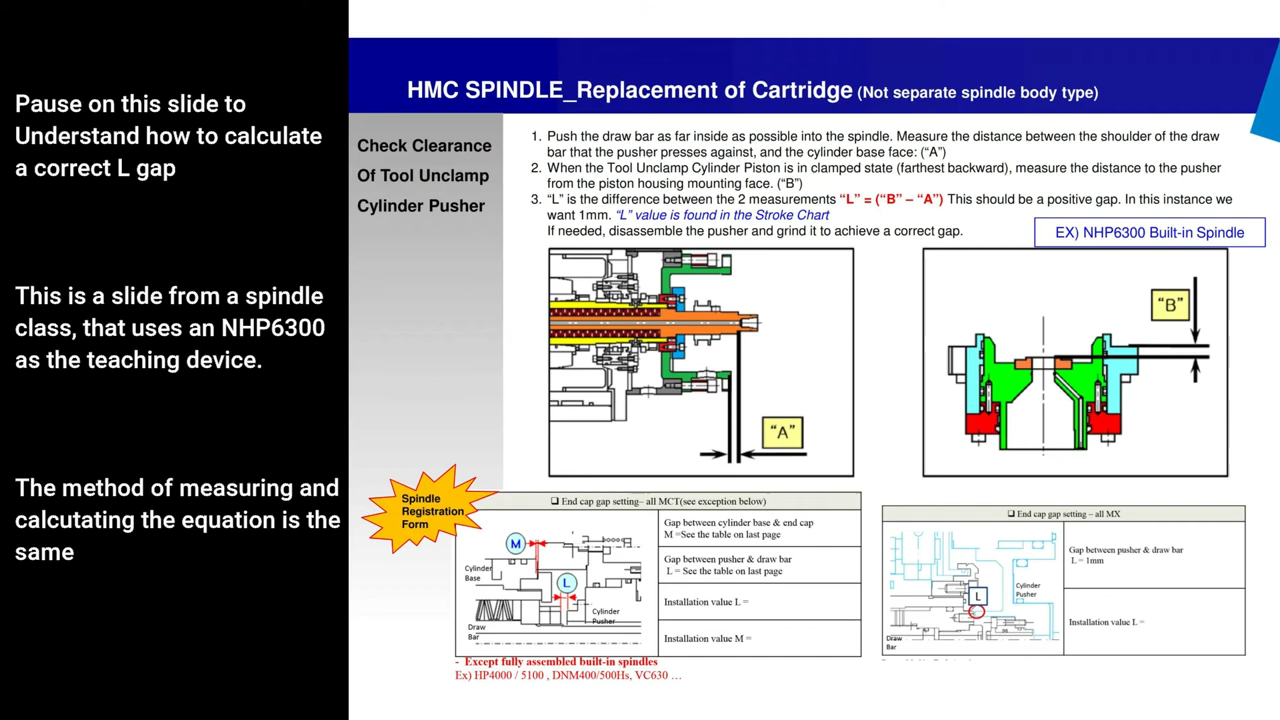 Pause on this slide to
Understand how to calculate
a correct L gap
This is a slide from a spindle
class, that uses an NHP6300
as the teaching device.
The method of measuring and
calcutating the equation is the
same
HMC SPINDLE_Replacement of Cartridge (Not separate spindle body type)
Check Clearance
Of Tool Unclamp
Cylinder Pusher
1. Push the draw bar as far inside as possible into the spindle. Measure the distance between the shoulder of the draw
bar that the pusher presses against, and the cylinder base face: (“A”)
2. When the Tool Unclamp Cylinder Piston is in clamped state (farthest backward), measure the distance to the pusher
from the piston housing mounting face. (“B”)
3. “L” is the difference between the 2 measurements “L” = (“B” – “A”) This should be a positive gap. In this instance we
want 1mm. “L” value is found in the Stroke Chart
If needed, disassemble the pusher and grind it to achieve a correct gap.
EX) NHP6300 Built-in Spindle
“A”
“B”
Spindle
Registration
Form
❑ End cap gap setting– all MCT(see exception below)
M
L
Cylinder
Base
Cylinder
Pusher
Draw
Bar
Gap between cylinder base & end cap
M =See the table on last page
Gap between pusher & draw bar
L = See the table on last page
Installation value L =
Installation value M =
- Except fully assembled built-in spindles
Ex) HP4000 / 5100 , DNM400/500Hs, VC630 …
❑ End cap gap setting – all MX
L
Cylinder
Pusher
Draw
Bar
Gap between pusher & draw bar
L = 1mm
Installation value L =